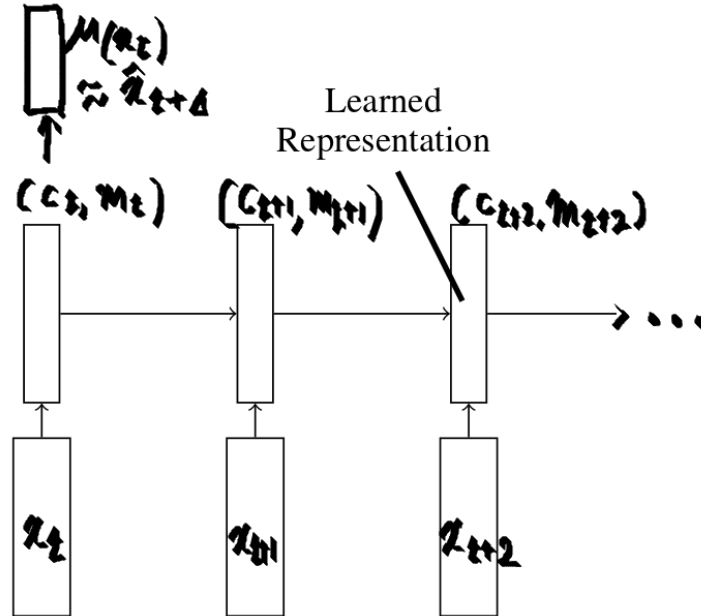 μ(x_t)
≈ x̂_{t+Δ}
Learned
Representation
(c_t, m_t) (c_{t+1}, m_{t+1}) (c_{t+2}, m_{t+2})
...
x_t x_{t+1} x_{t+2}